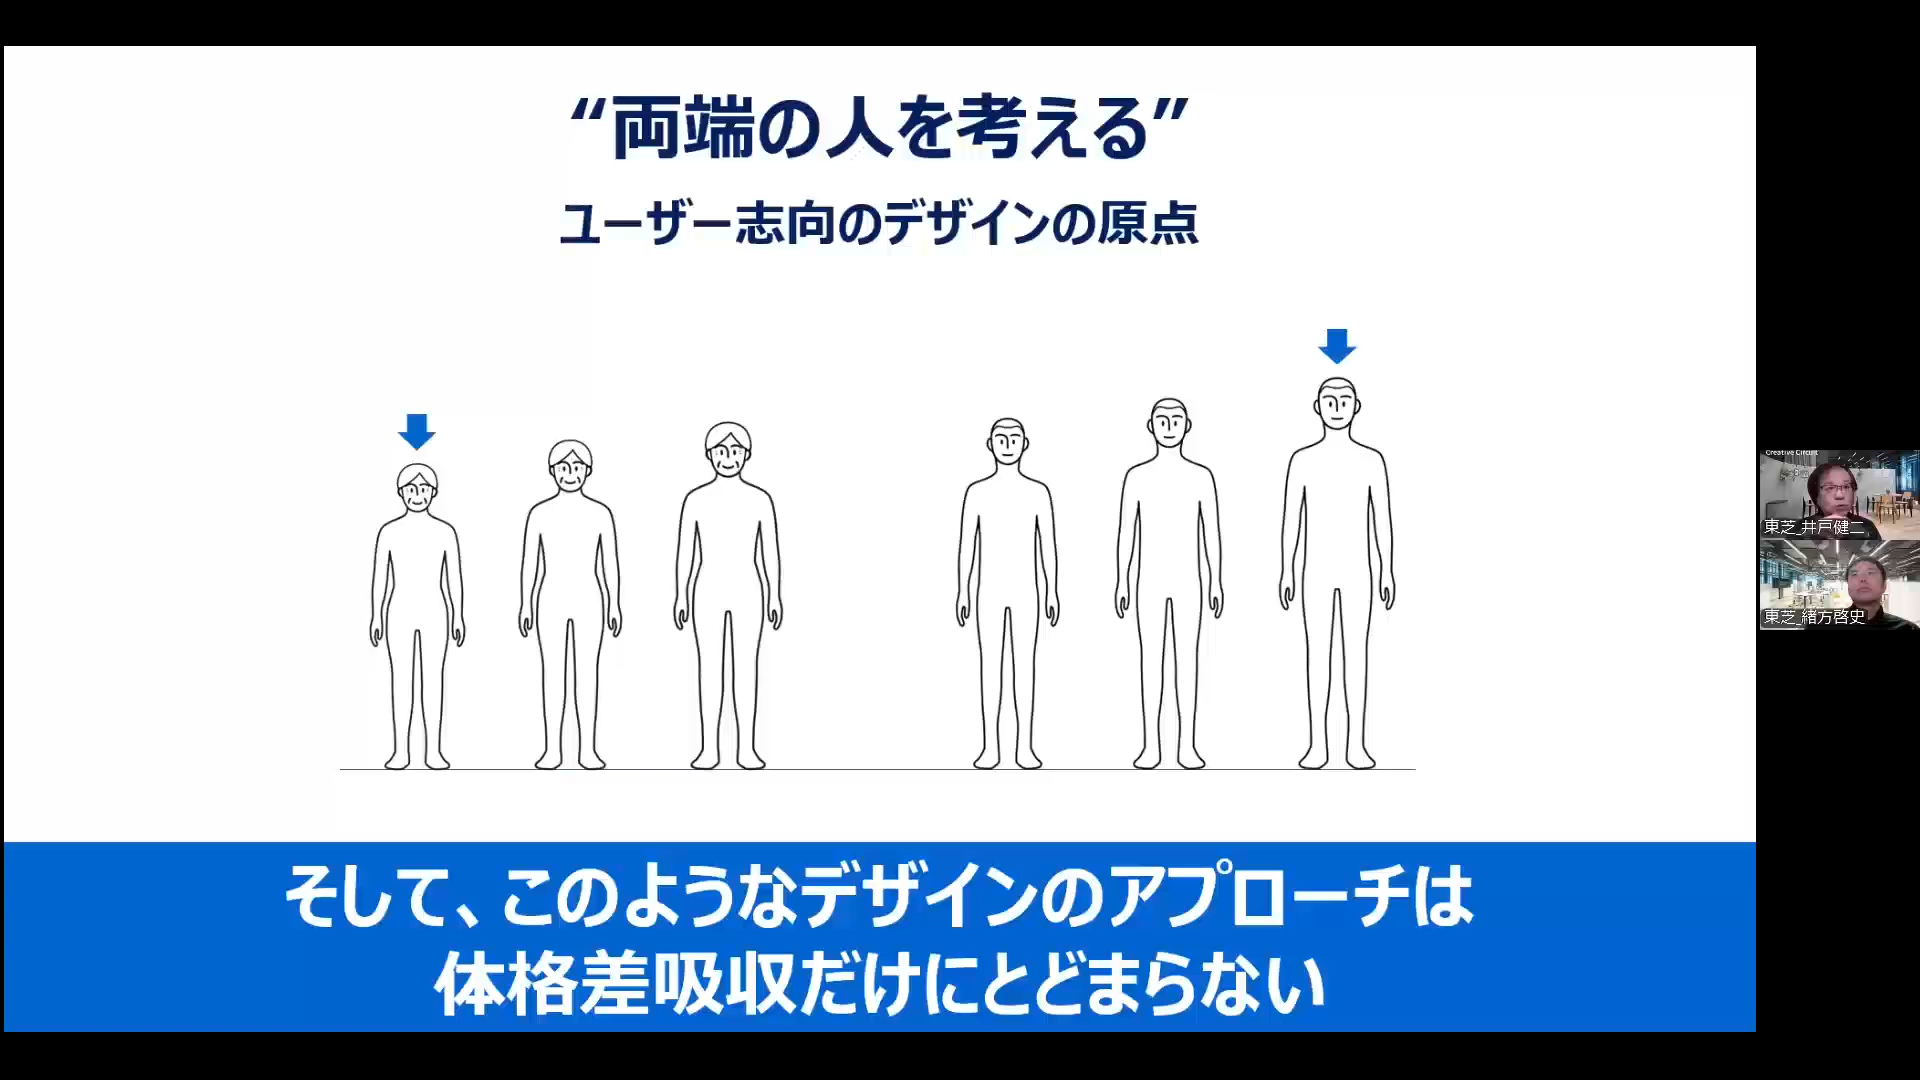 “両端の人を考える”
ユーザー志向のデザインの原点
そして、このようなデザインのアプローチは
体格差吸収だけにとどまらない
Creative Circuit
東芝_井戸健二
東芝_緒方啓史